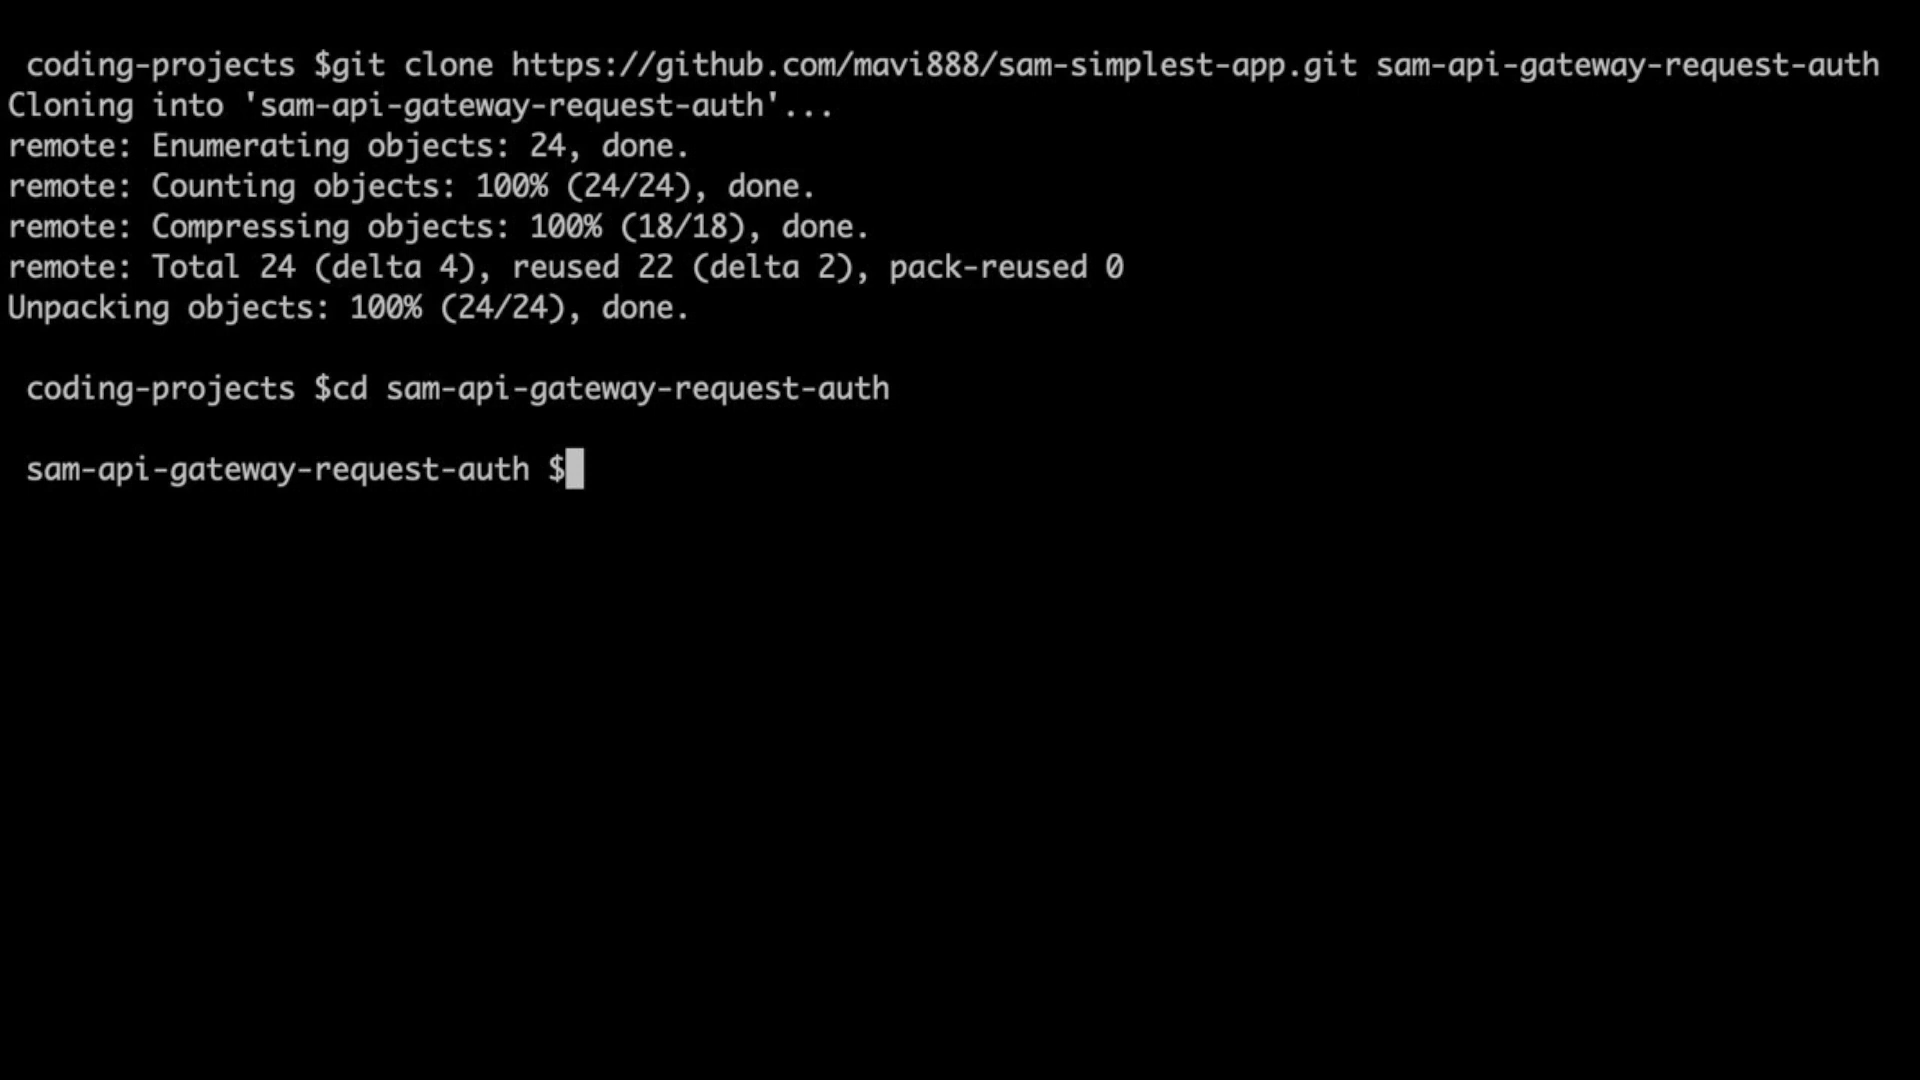 coding-projects $git clone https://github.com/mavi888/sam-simplest-app.git sam-api-gateway-request-auth
Cloning into 'sam-api-gateway-request-auth'...
remote: Enumerating objects: 24, done.
remote: Counting objects: 100% (24/24), done.
remote: Compressing objects: 100% (18/18), done.
remote: Total 24 (delta 4), reused 22 (delta 2), pack-reused 0
Unpacking objects: 100% (24/24), done.
coding-projects $cd sam-api-gateway-request-auth
sam-api-gateway-request-auth $